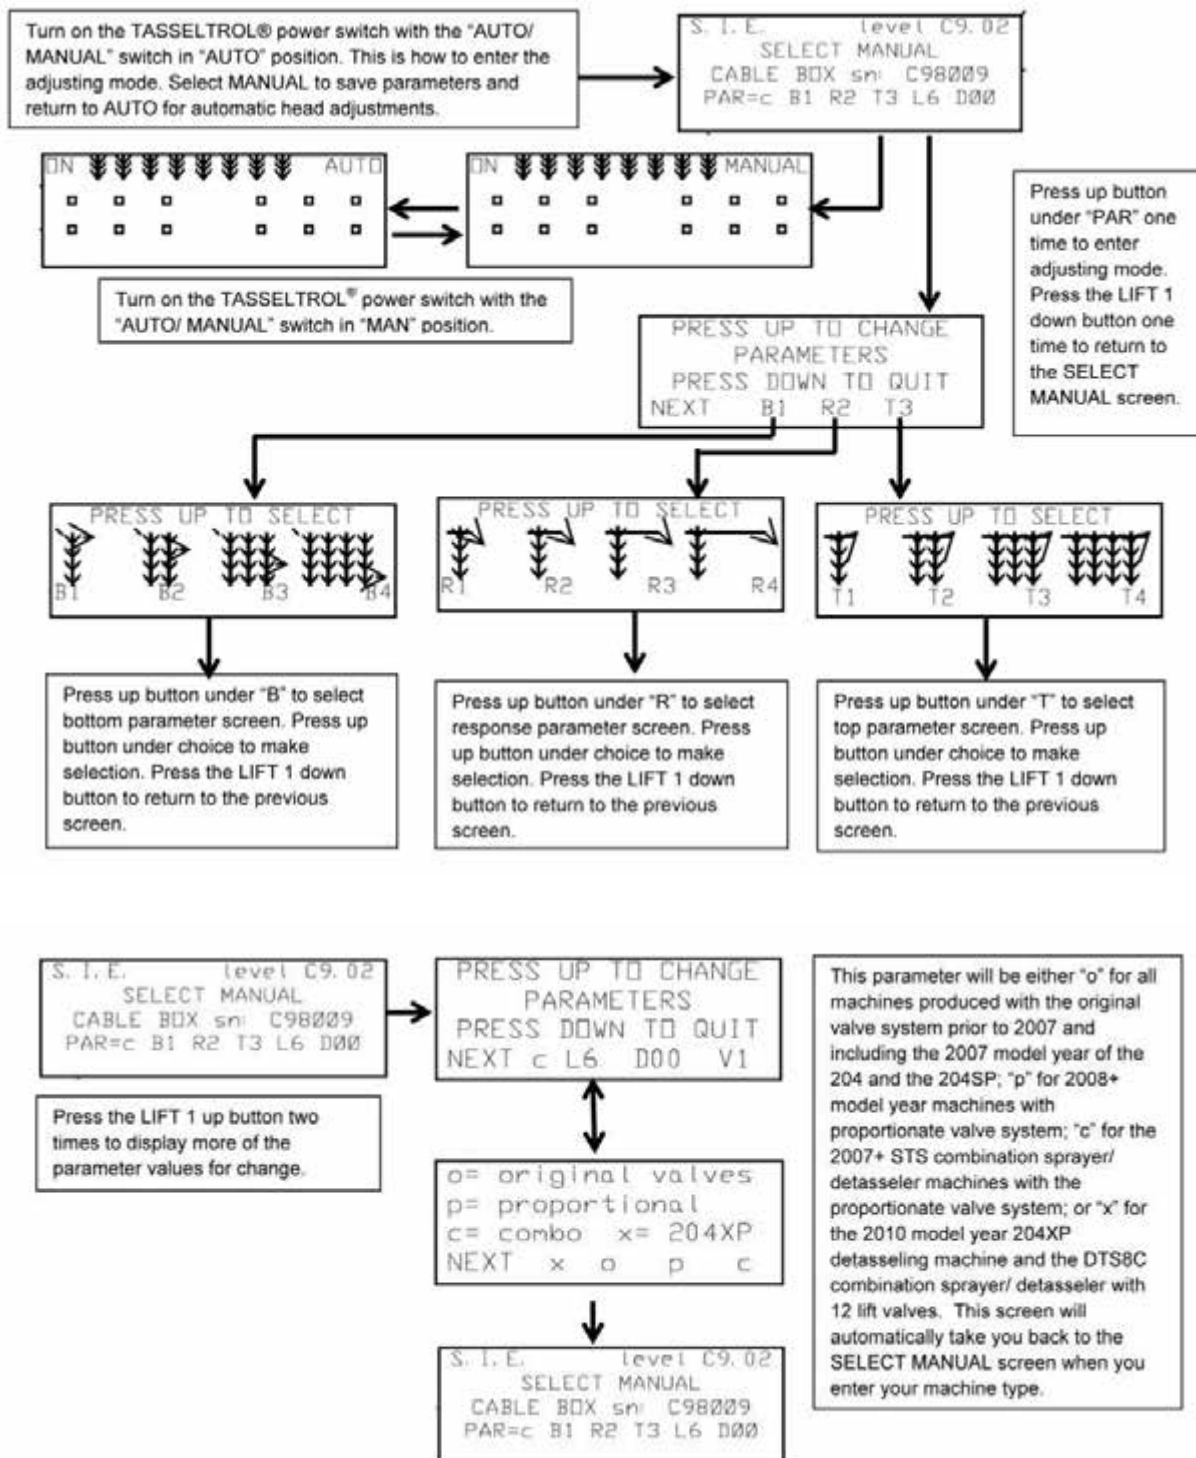 Turn on the TASSELTROL® power switch with the “AUTO/
MANUAL” switch in “AUTO” position. This is how to enter the
adjusting mode. Select MANUAL to save parameters and
return to AUTO for automatic head adjustments.
S. I. E. level C9.02
SELECT MANUAL
CABLE BOX sn: C98009
PAR=c B1 R2 T3 L6 D00
ON AUTO
ON MANUAL
Turn on the TASSELTROL® power switch with the
“AUTO/ MANUAL” switch in “MAN” position.
Press up button
under “PAR” one
time to enter
adjusting mode.
Press the LIFT 1
down button one
time to return to
the SELECT
MANUAL screen.
PRESS UP TO CHANGE
PARAMETERS
PRESS DOWN TO QUIT
NEXT B1 R2 T3
PRESS UP TO SELECT
B1 B2 B3 B4
PRESS UP TO SELECT
R1 R2 R3 R4
PRESS UP TO SELECT
T1 T2 T3 T4
Press up button under “B” to select
bottom parameter screen. Press up
button under choice to make
selection. Press the LIFT 1 down
button to return to the previous
screen.
Press up button under “R” to select
response parameter screen. Press
up button under choice to make
selection. Press the LIFT 1 down
button to return to the previous
screen.
Press up button under “T” to select
top parameter screen. Press up
button under choice to make
selection. Press the LIFT 1 down
button to return to the previous
screen.
S. I. E. level C9.02
SELECT MANUAL
CABLE BOX sn: C98009
PAR=c B1 R2 T3 L6 D00
Press the LIFT 1 up button two
times to display more of the
parameter values for change.
PRESS UP TO CHANGE
PARAMETERS
PRESS DOWN TO QUIT
NEXT c L6 D00 V1
o= original valves
p= proportional
c= combo x= 204XP
NEXT x o p c
S. I. E. level C9.02
SELECT MANUAL
CABLE BOX sn: C98009
PAR=c B1 R2 T3 L6 D00
This parameter will be either “o” for all
machines produced with the original
valve system prior to 2007 and
including the 2007 model year of the
204 and the 204SP; “p” for 2008+
model year machines with
proportionate valve system; “c” for the
2007+ STS combination sprayer/
detasseler machines with the
proportionate valve system; or “x” for
the 2010 model year 204XP
detasseling machine and the DTS8C
combination sprayer/ detasseler with
12 lift valves. This screen will
automatically take you back to the
SELECT MANUAL screen when you
enter your machine type.